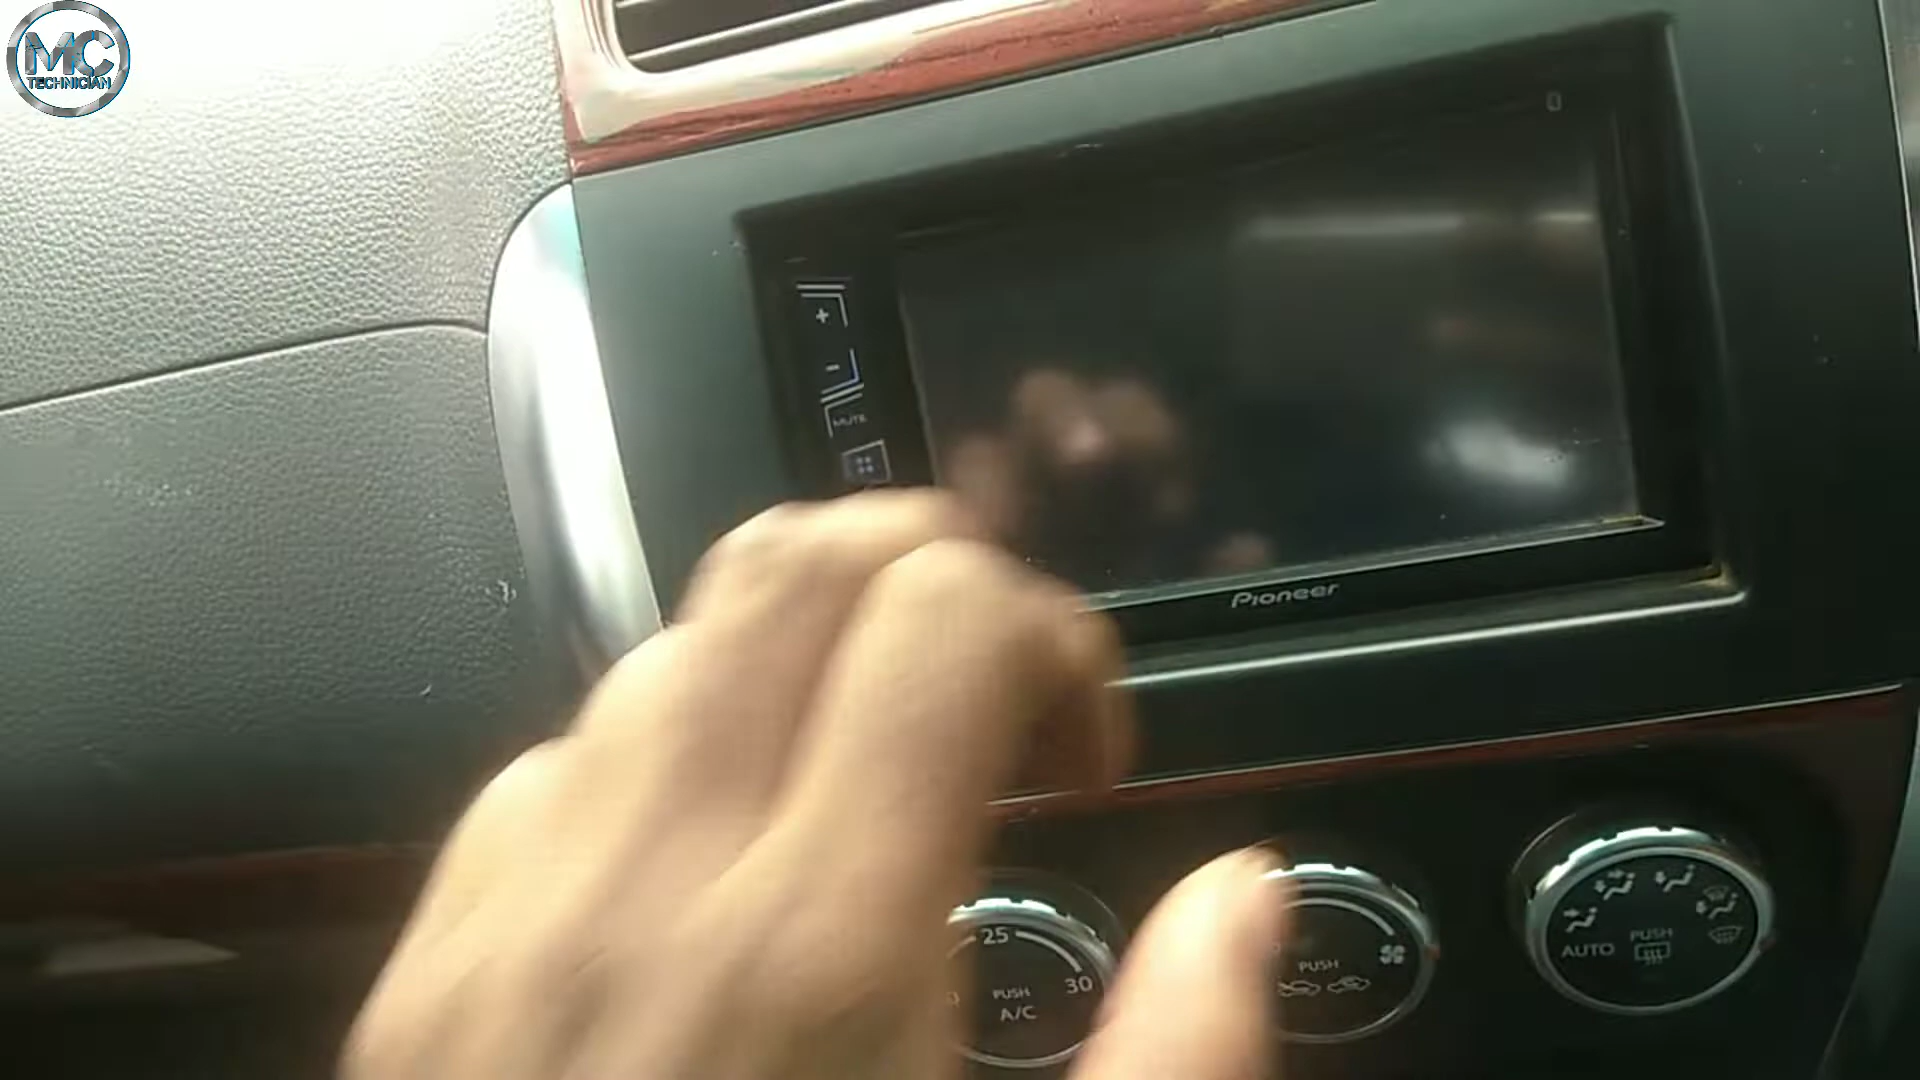 MC
TECHNICIAN
+
-
MUTE
Pioneer
25
30
PUSH
A/C
PUSH
AUTO
PUSH